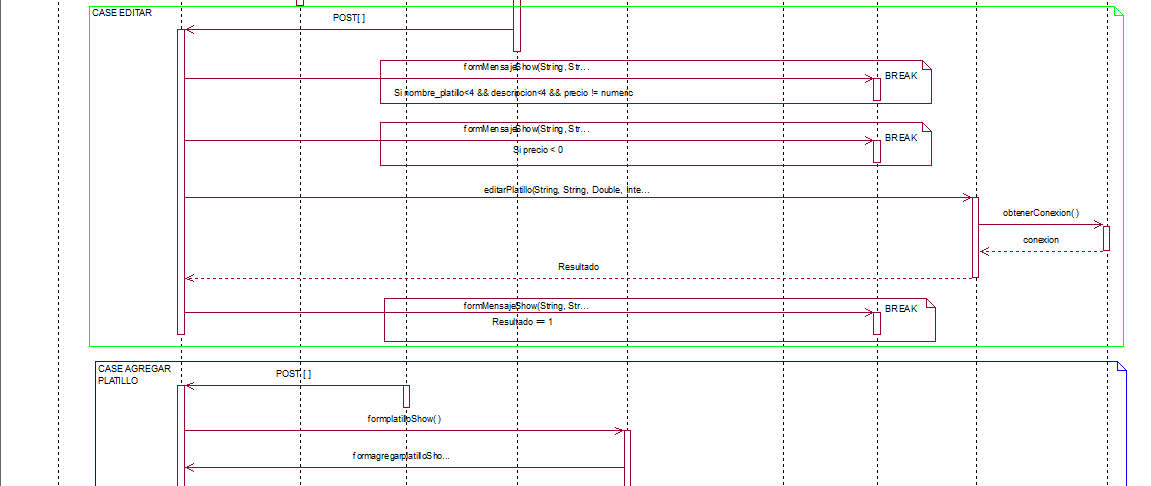 CASE EDITAR
POST[ ]
formMensajeShow(String, Str...
BREAK
Si nombre_platillo<4 && descripcion<4 && precio != numeric
formMensajeShow(String, Str...
BREAK
Si precio < 0
editarPlatillo(String, String, Double, Inte...
obtenerConexion( )
conexion
Resultado
formMensajeShow(String, Str...
BREAK
Resultado == 1
CASE AGREGAR
PLATILLO
POST [ ]
formplatilloShow( )
formagregarplatilloSho...